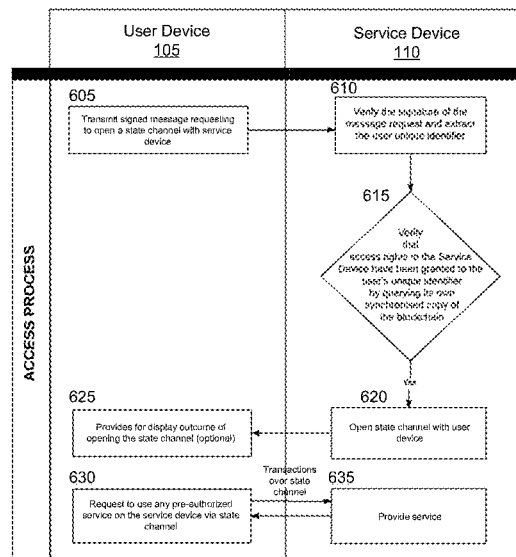 User Device
105
Service Device
110
605
Transmit signed message requesting
to open a state channel with service
device
610
Verify the signature of the
message request and extract
the user unique identifier
615
Verify
that
access rights to the Service
Device have been granted to the
user's unique identifier
by querying its own
synchronised copy
of the blockchain
Yes
ACCESS PROCESS
625
Provides for display outcome of
opening the state channel (optional)
620
Open state channel with user
device
630
Request to use any pre-authorized
service on the service device via state
channel
Transactions
over state
channel
635
Provide service